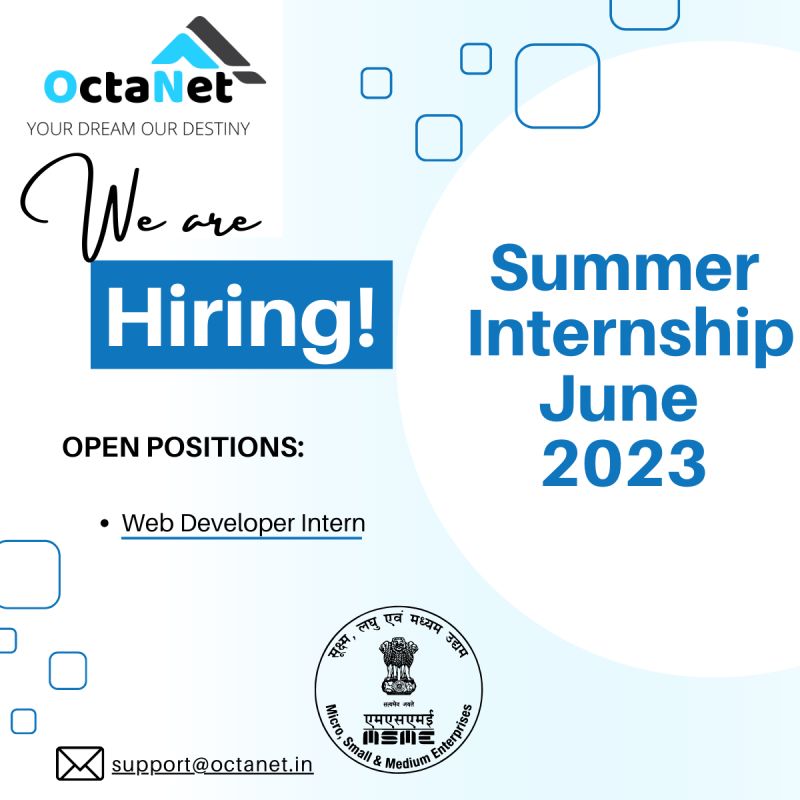 OctaNet
YOUR DREAM OUR DESTINY
We are
Hiring!
Summer
Internship
June
2023
OPEN POSITIONS:
Web Developer Intern
सूक्ष्म, लघु एवं मध्यम उद्यम
सत्यमेव जयते
एमएसएमई
MSME
Micro, Small & Medium Enterprises
support@octanet.in